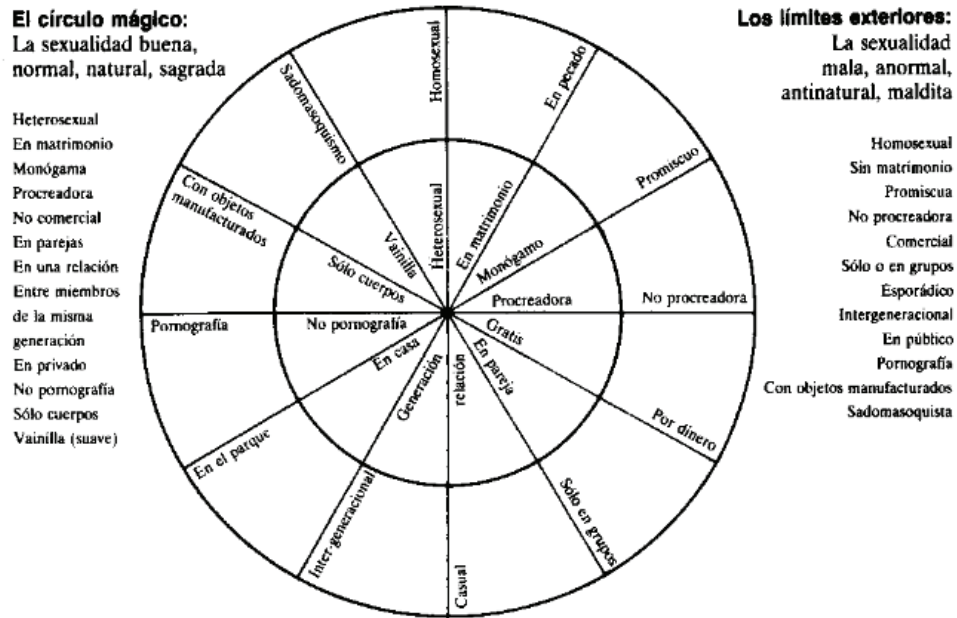 El círculo mágico:
La sexualidad buena,
normal, natural, sagrada
Heterosexual
En matrimonio
Monógama
Procreadora
No comercial
En parejas
En una relación
Entre miembros
de la misma
generación
En privado
No pornografía
Sólo cuerpos
Vainilla (suave)
Los límites exteriores:
La sexualidad
mala, anormal,
antinatural, maldita
Homosexual
Sin matrimonio
Promiscua
No procreadora
Comercial
Sólo o en grupos
Esporádico
Intergeneracional
En público
Pornografía
Con objetos manufacturados
Sadomasoquista
Homosexual
En pecado
Promiscuo
No procreadora
Por dinero
Sólo en grupos
Casual
Inter-generacional
En el parque
Pornografía
Con objetos
manufacturados
Sadomasoquismo
Heterosexual
En matrimonio
Monógamo
Procreadora
Gratis
En pareja
relación
Generación
En casa
No pornografía
Sólo cuerpos
Vainilla